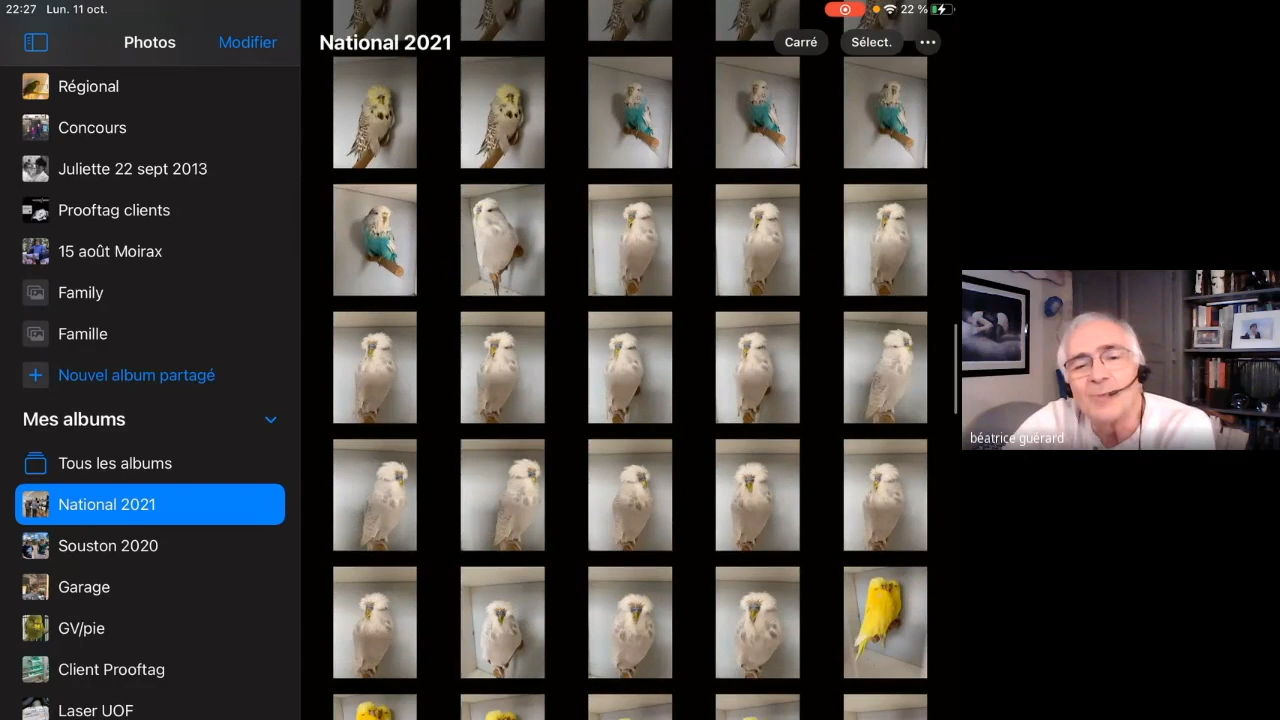 22:27 Lun. 11 oct.
22 %
Photos
Modifier
National 2021
Carré
Sélect.
Régional
Concours
Juliette 22 sept 2013
Prooftag clients
15 août Moirax
Family
Famille
Nouvel album partagé
Mes albums
Tous les albums
National 2021
Souston 2020
Garage
GV/pie
Client Prooftag
Laser UOF
béatrice guérard